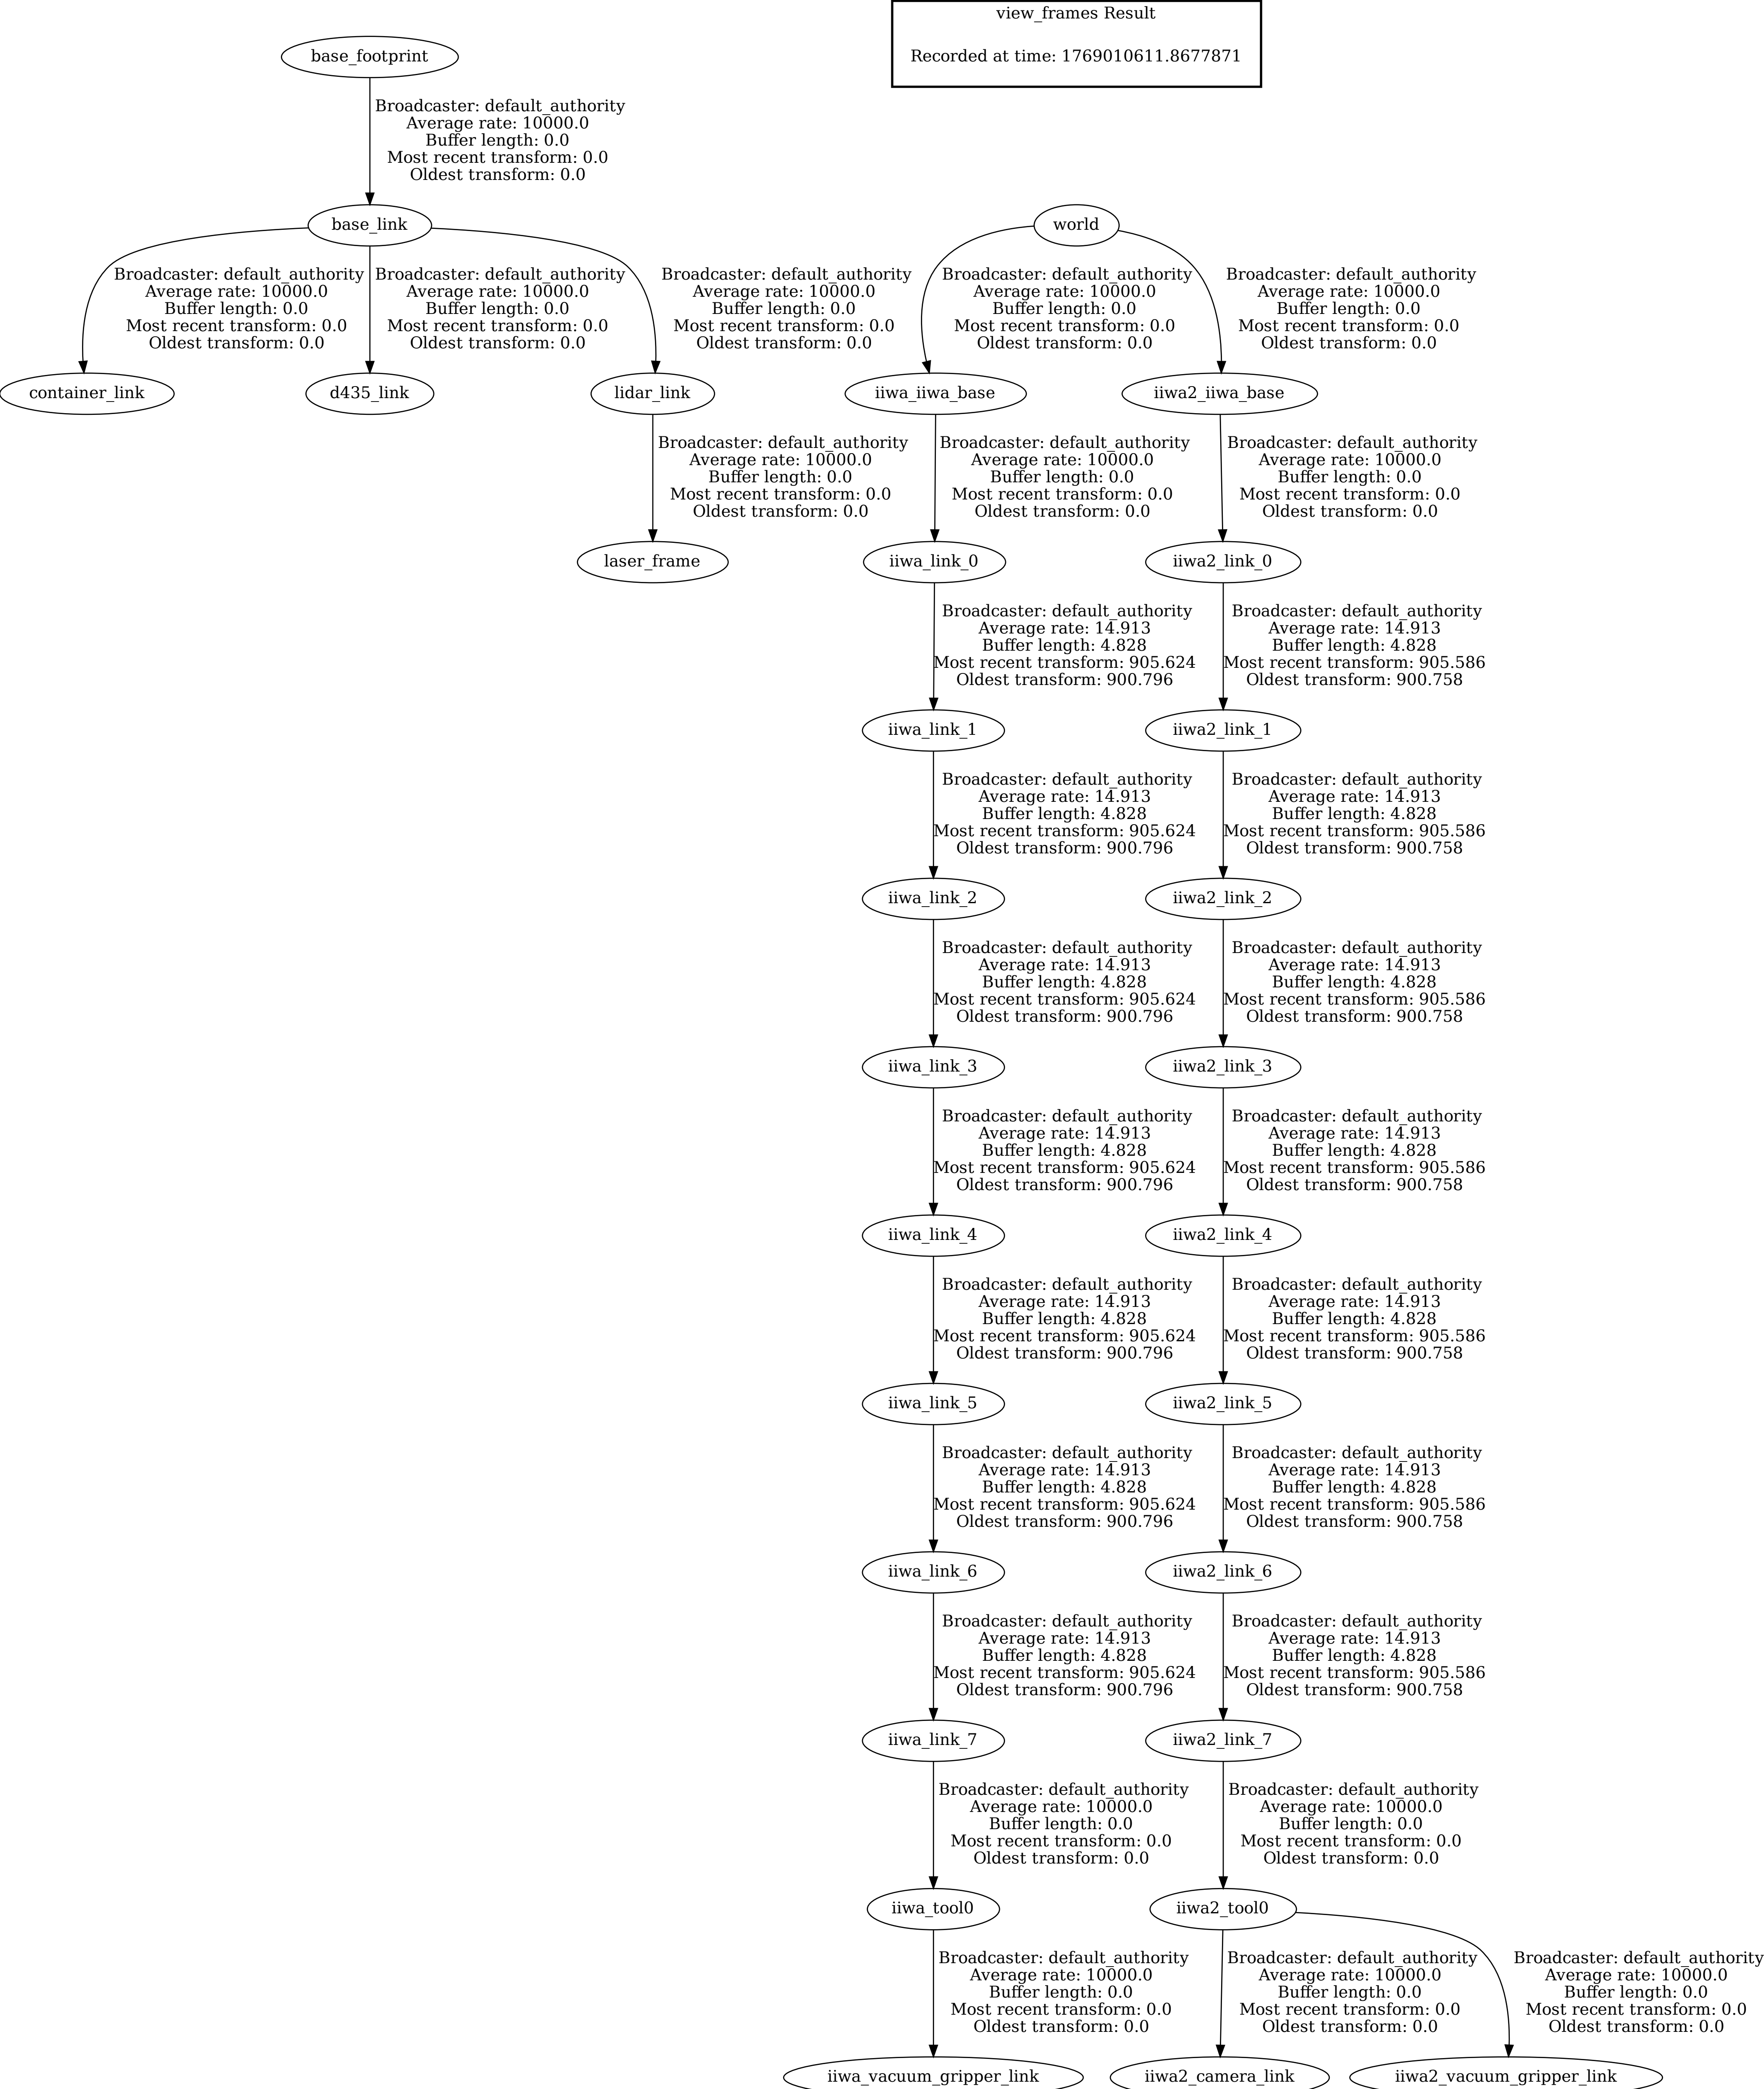 view_frames Result
Recorded at time: 1769010611.8677871
base_footprint
Broadcaster: default_authority
Average rate: 10000.0
Buffer length: 0.0
Most recent transform: 0.0
Oldest transform: 0.0
base_link
world
Broadcaster: default_authority
Average rate: 10000.0
Buffer length: 0.0
Most recent transform: 0.0
Oldest transform: 0.0
Broadcaster: default_authority
Average rate: 10000.0
Buffer length: 0.0
Most recent transform: 0.0
Oldest transform: 0.0
Broadcaster: default_authority
Average rate: 10000.0
Buffer length: 0.0
Most recent transform: 0.0
Oldest transform: 0.0
Broadcaster: default_authority
Average rate: 10000.0
Buffer length: 0.0
Most recent transform: 0.0
Oldest transform: 0.0
Broadcaster: default_authority
Average rate: 10000.0
Buffer length: 0.0
Most recent transform: 0.0
Oldest transform: 0.0
container_link
d435_link
lidar_link
iiwa_iiwa_base
iiwa2_iiwa_base
Broadcaster: default_authority
Average rate: 10000.0
Buffer length: 0.0
Most recent transform: 0.0
Oldest transform: 0.0
Broadcaster: default_authority
Average rate: 10000.0
Buffer length: 0.0
Most recent transform: 0.0
Oldest transform: 0.0
Broadcaster: default_authority
Average rate: 10000.0
Buffer length: 0.0
Most recent transform: 0.0
Oldest transform: 0.0
laser_frame
iiwa_link_0
iiwa2_link_0
Broadcaster: default_authority
Average rate: 14.913
Buffer length: 4.828
Most recent transform: 905.624
Oldest transform: 900.796
Broadcaster: default_authority
Average rate: 14.913
Buffer length: 4.828
Most recent transform: 905.586
Oldest transform: 900.758
iiwa_link_1
iiwa2_link_1
Broadcaster: default_authority
Average rate: 14.913
Buffer length: 4.828
Most recent transform: 905.624
Oldest transform: 900.796
Broadcaster: default_authority
Average rate: 14.913
Buffer length: 4.828
Most recent transform: 905.586
Oldest transform: 900.758
iiwa_link_2
iiwa2_link_2
Broadcaster: default_authority
Average rate: 14.913
Buffer length: 4.828
Most recent transform: 905.624
Oldest transform: 900.796
Broadcaster: default_authority
Average rate: 14.913
Buffer length: 4.828
Most recent transform: 905.586
Oldest transform: 900.758
iiwa_link_3
iiwa2_link_3
Broadcaster: default_authority
Average rate: 14.913
Buffer length: 4.828
Most recent transform: 905.624
Oldest transform: 900.796
Broadcaster: default_authority
Average rate: 14.913
Buffer length: 4.828
Most recent transform: 905.586
Oldest transform: 900.758
iiwa_link_4
iiwa2_link_4
Broadcaster: default_authority
Average rate: 14.913
Buffer length: 4.828
Most recent transform: 905.624
Oldest transform: 900.796
Broadcaster: default_authority
Average rate: 14.913
Buffer length: 4.828
Most recent transform: 905.586
Oldest transform: 900.758
iiwa_link_5
iiwa2_link_5
Broadcaster: default_authority
Average rate: 14.913
Buffer length: 4.828
Most recent transform: 905.624
Oldest transform: 900.796
Broadcaster: default_authority
Average rate: 14.913
Buffer length: 4.828
Most recent transform: 905.586
Oldest transform: 900.758
iiwa_link_6
iiwa2_link_6
Broadcaster: default_authority
Average rate: 14.913
Buffer length: 4.828
Most recent transform: 905.624
Oldest transform: 900.796
Broadcaster: default_authority
Average rate: 14.913
Buffer length: 4.828
Most recent transform: 905.586
Oldest transform: 900.758
iiwa_link_7
iiwa2_link_7
Broadcaster: default_authority
Average rate: 10000.0
Buffer length: 0.0
Most recent transform: 0.0
Oldest transform: 0.0
Broadcaster: default_authority
Average rate: 10000.0
Buffer length: 0.0
Most recent transform: 0.0
Oldest transform: 0.0
iiwa_tool0
iiwa2_tool0
Broadcaster: default_authority
Average rate: 10000.0
Buffer length: 0.0
Most recent transform: 0.0
Oldest transform: 0.0
Broadcaster: default_authority
Average rate: 10000.0
Buffer length: 0.0
Most recent transform: 0.0
Oldest transform: 0.0
Broadcaster: default_authority
Average rate: 10000.0
Buffer length: 0.0
Most recent transform: 0.0
Oldest transform: 0.0
iiwa_vacuum_gripper_link
iiwa2_camera_link
iiwa2_vacuum_gripper_link